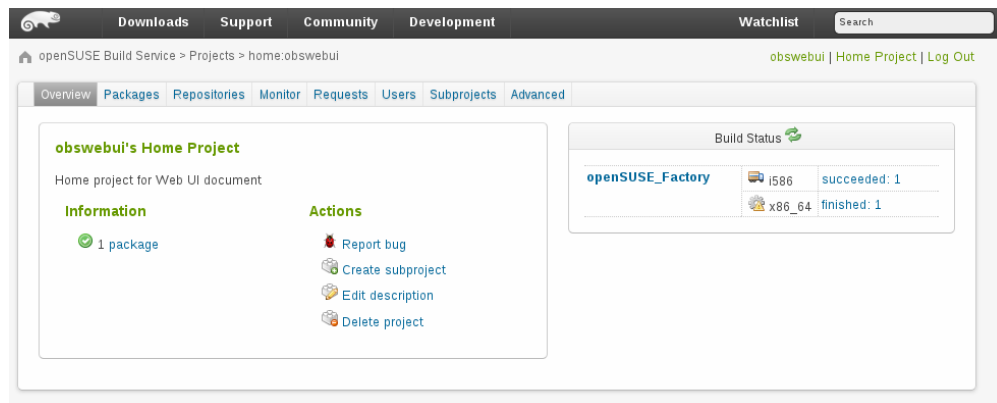 Downloads Support Community Development Watchlist Search
openSUSE Build Service > Projects > home:obswebui obswebui | Home Project | Log Out
Overview Packages Repositories Monitor Requests Users Subprojects Advanced
obswebui's Home Project
Home project for Web UI document
Information
1 package
Actions
Report bug
Create subproject
Edit description
Delete project
Build Status
openSUSE_Factory i586 succeeded: 1
x86_64 finished: 1